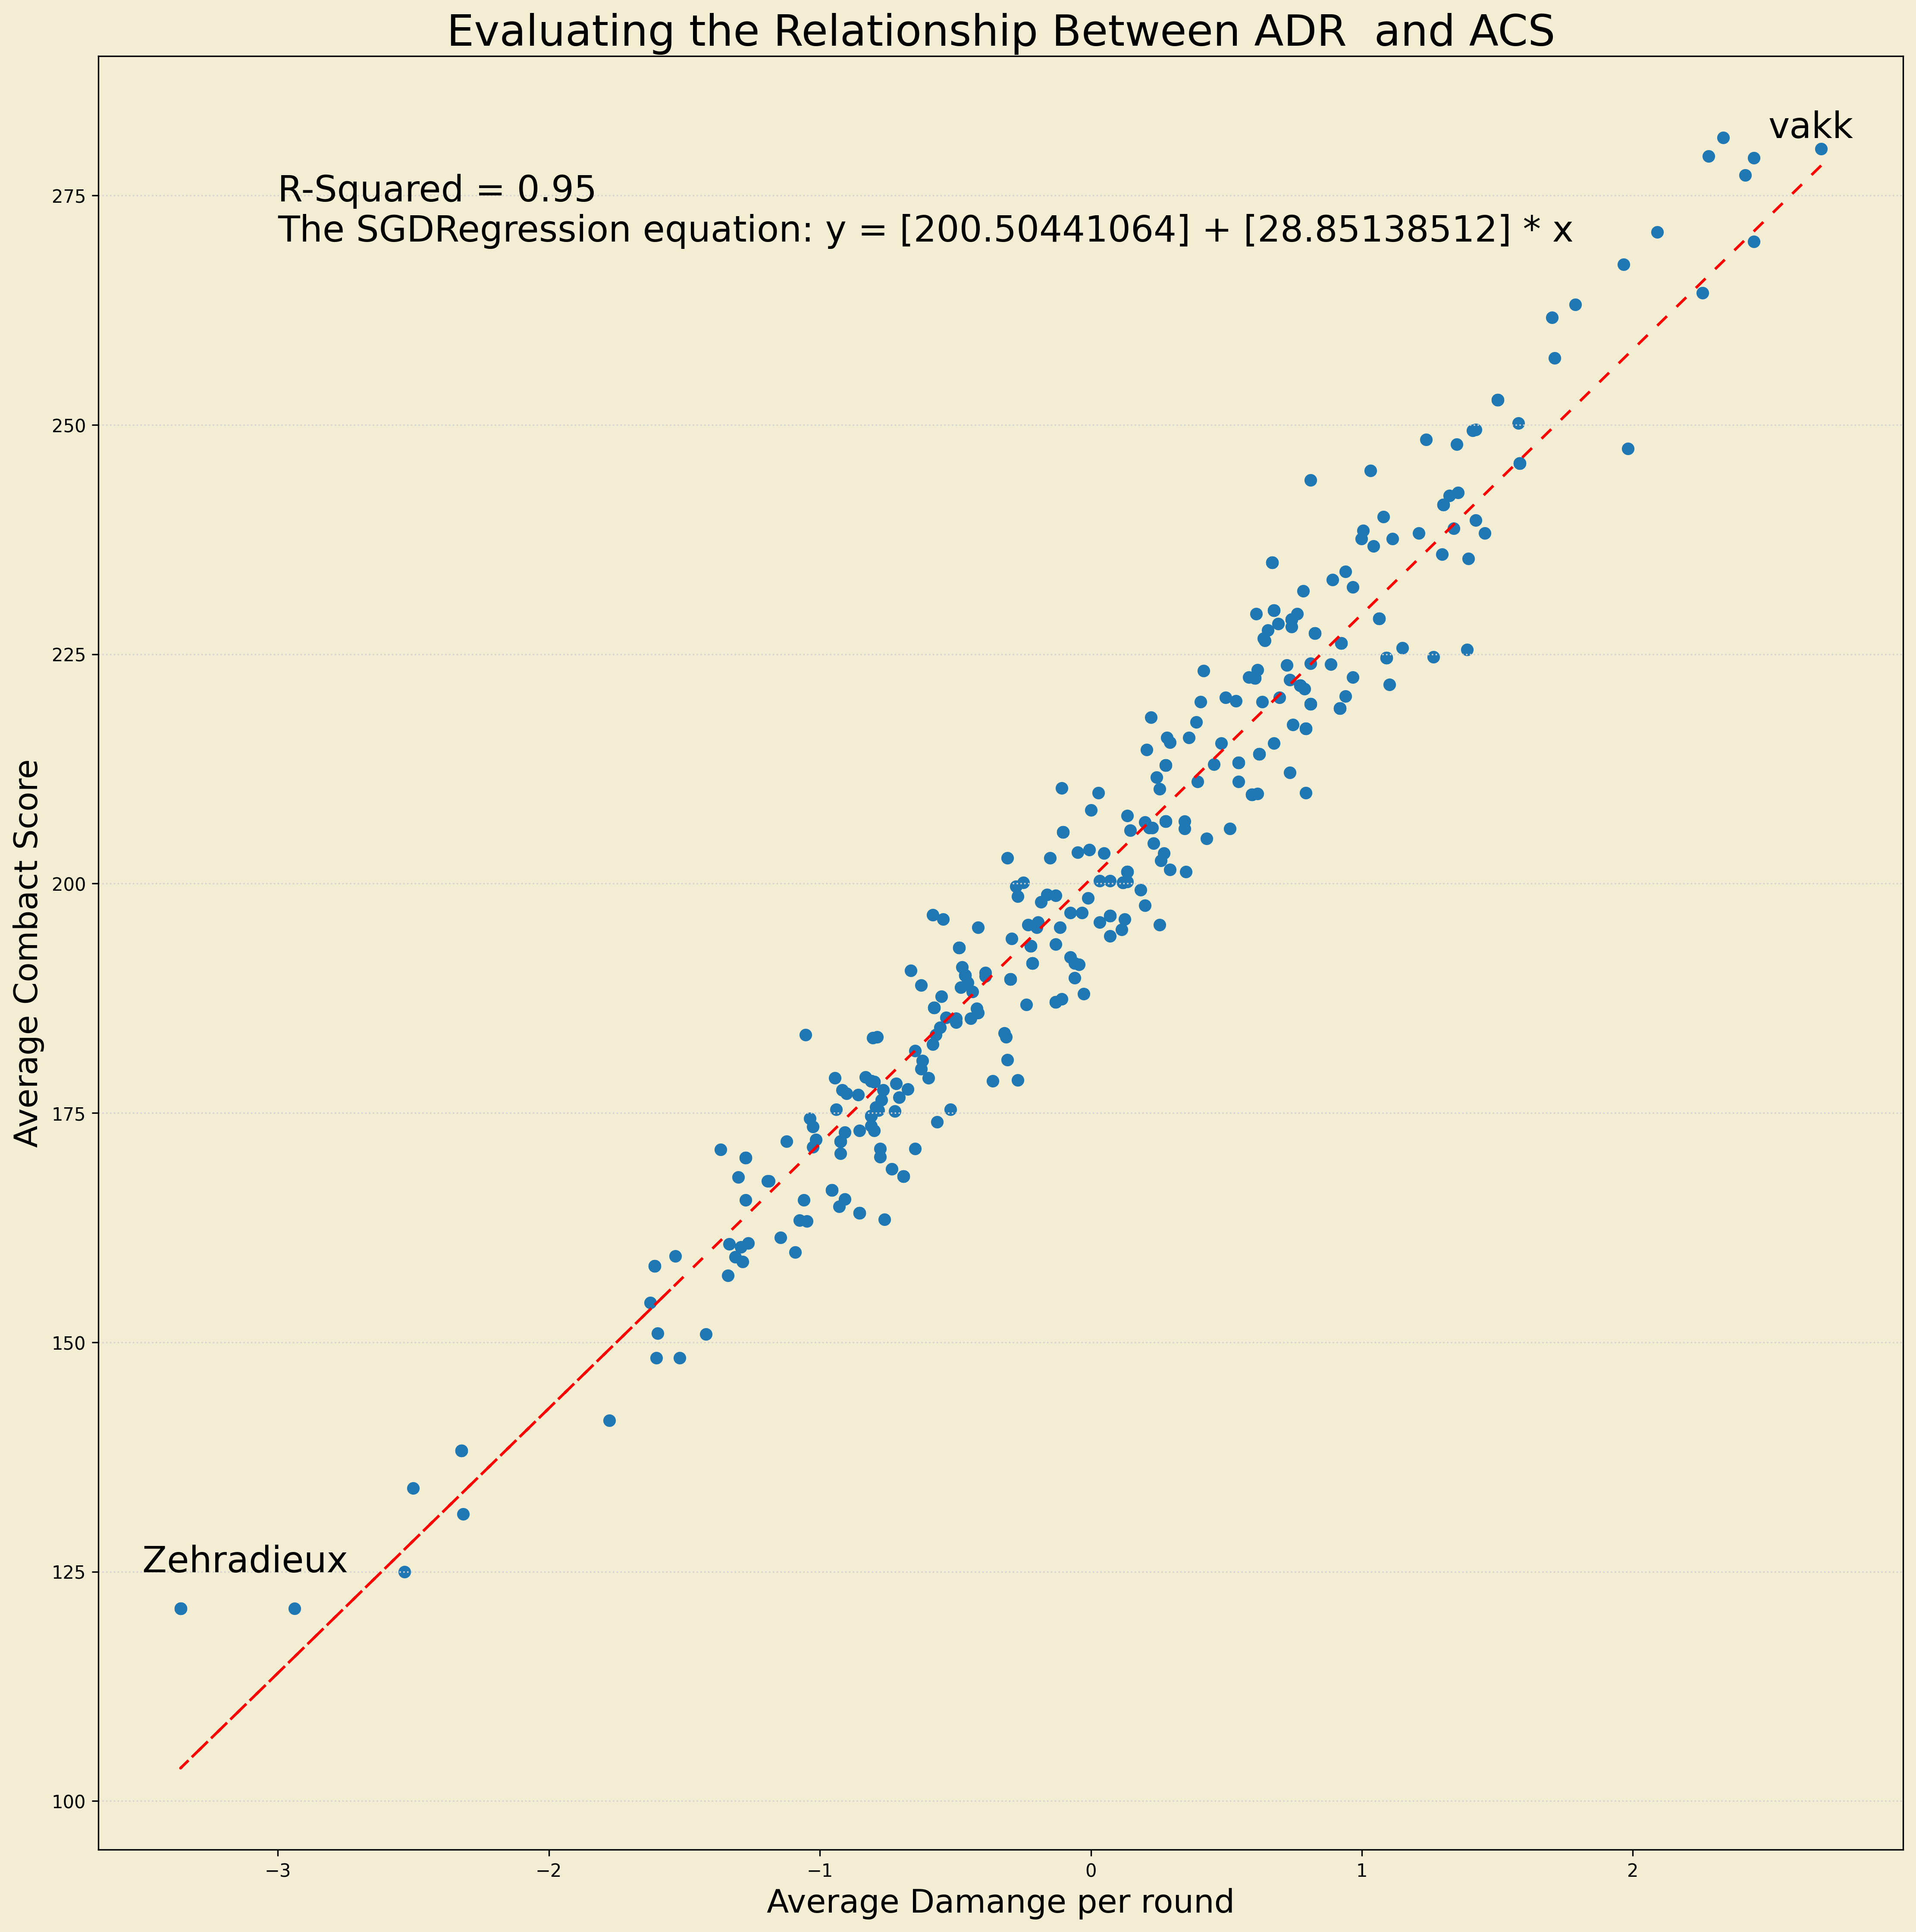 Evaluating the Relationship Between ADR  and ACS
vakk
R-Squared = 0.95
The SGDRegression equation: y = [200.50441064] + [28.85138512] * x
Zehradieux
Average Combact Score
275
250
225
200
175
150
125
100
−3
−2
−1
0
1
2
Average Damange per round